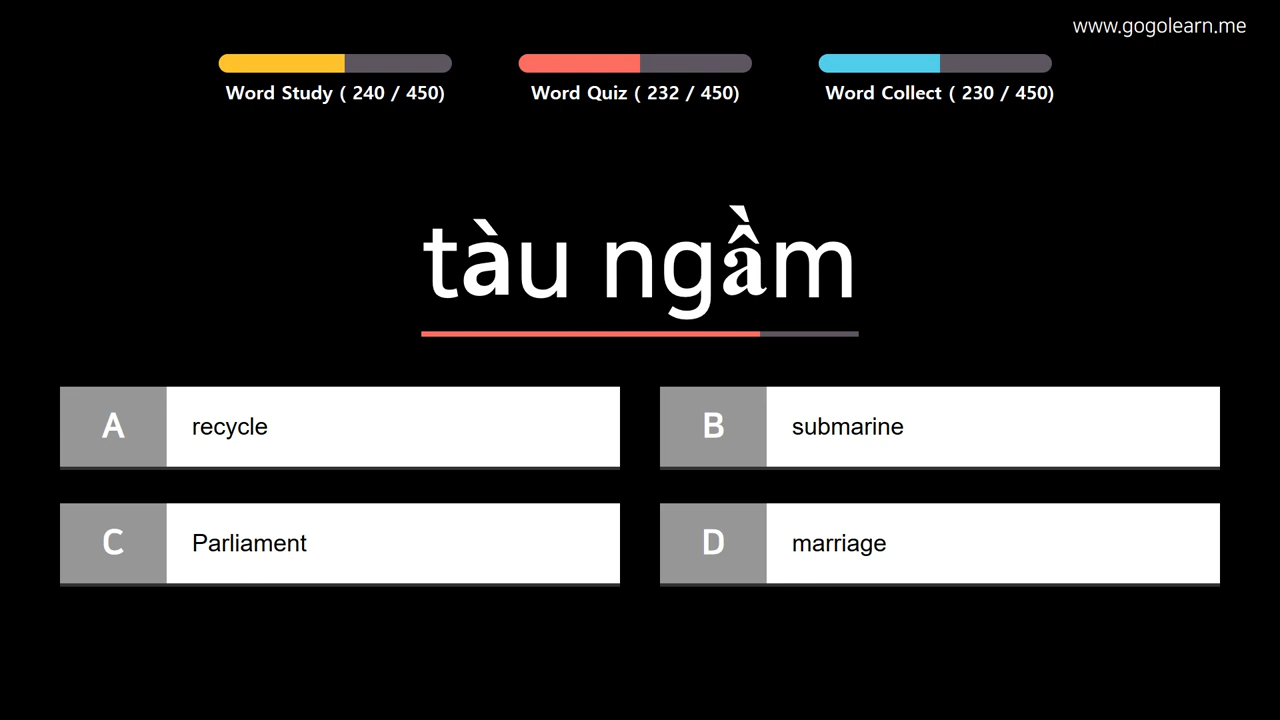 www.gogolearn.me
Word Study ( 240 / 450)
Word Quiz ( 232 / 450)
Word Collect ( 230 / 450)
tàu ngầm
A recycle
B submarine
C Parliament
D marriage